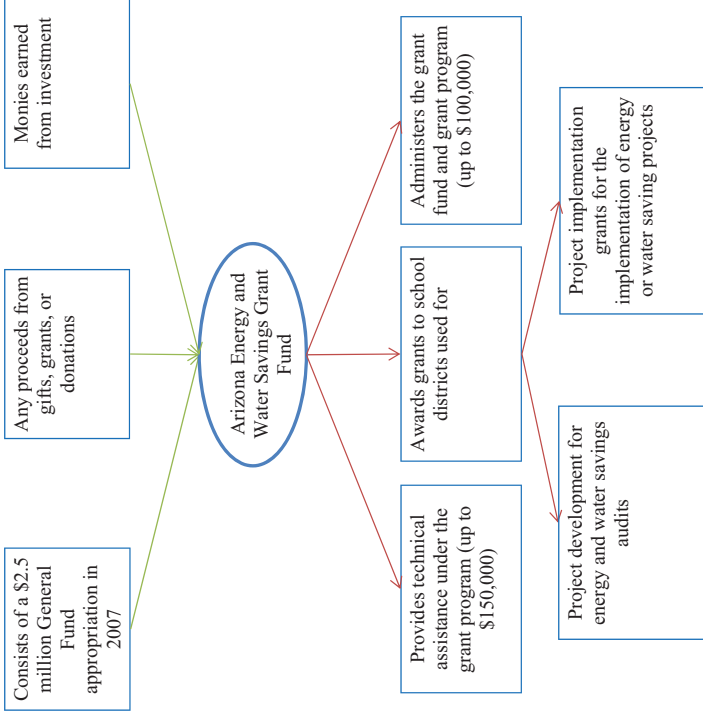 Consists of a $2.5
million General
Fund
appropriation in
2007
Any proceeds from
gifts, grants, or
donations
Monies earned
from investment
Arizona Energy and
Water Savings Grant
Fund
Provides technical
assistance under the
grant program (up to
$150,000)
Awards grants to school
districts used for
Administers the grant
fund and grant program
(up to $100,000)
Project development for
energy and water savings
audits
Project implementation
grants for the
implementation of energy
or water saving projects